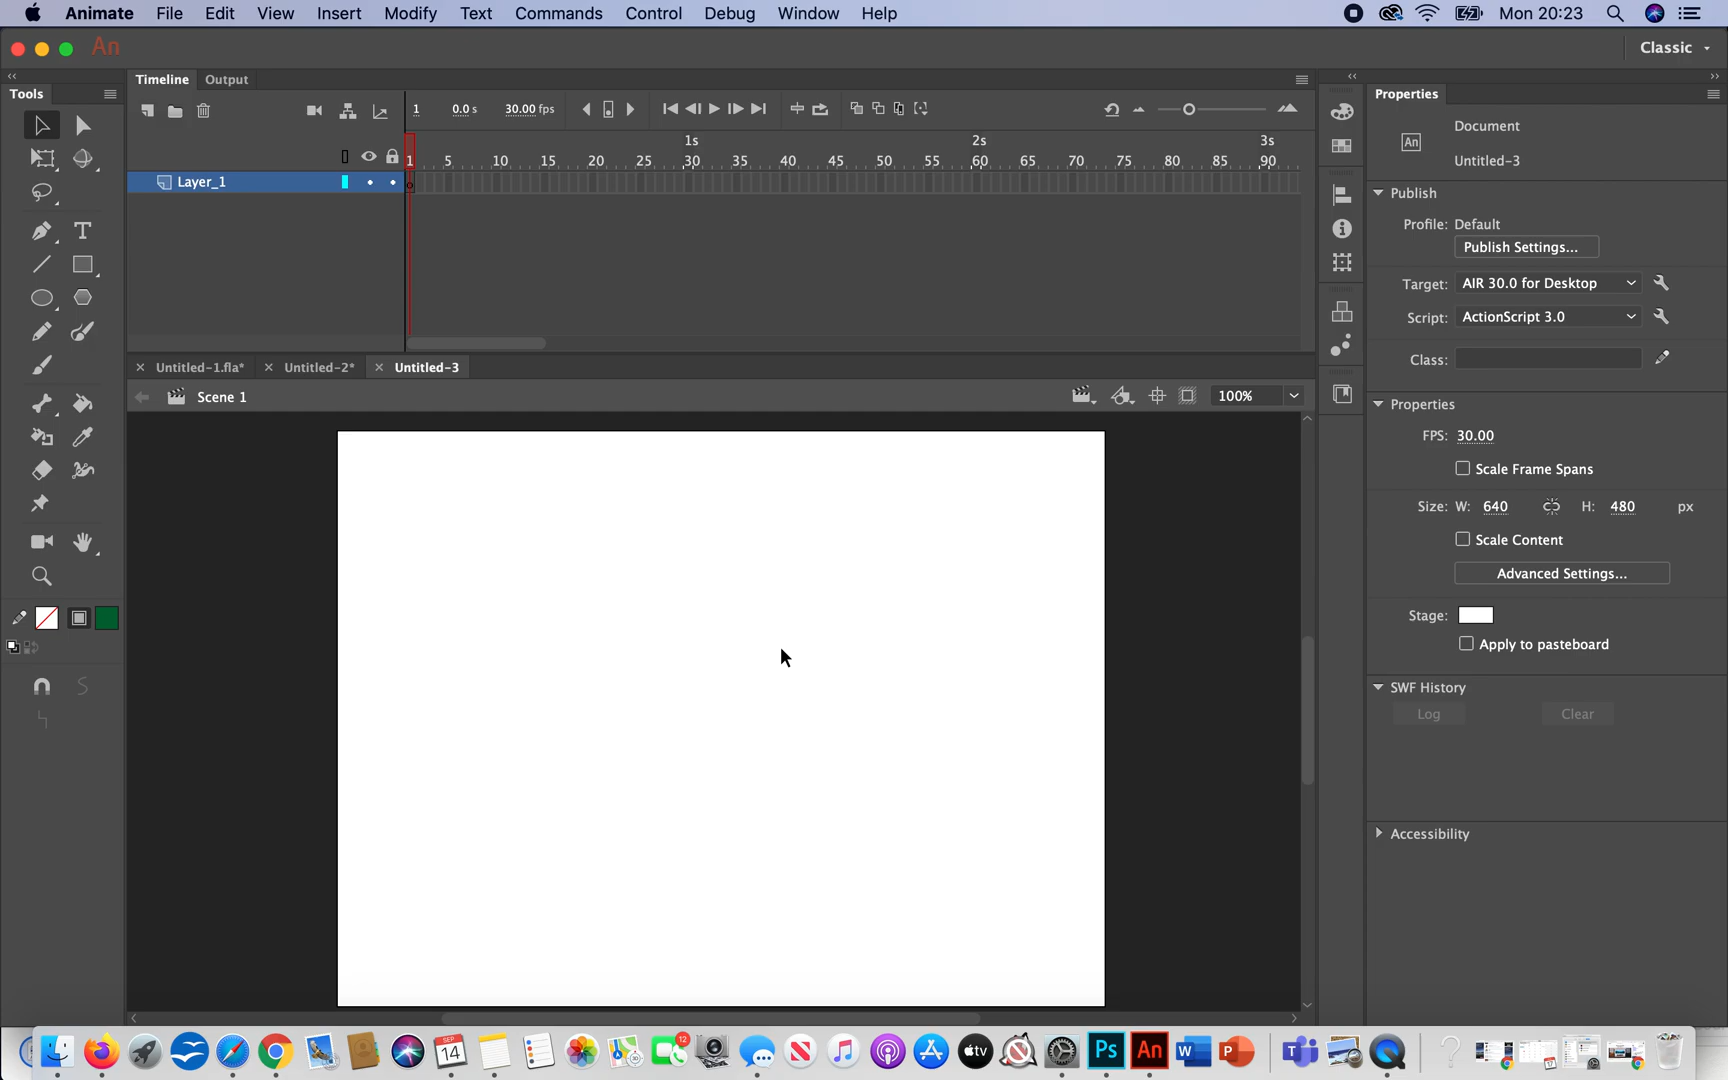 Animate File Edit View Insert Modify Text Commands Control Debug Window Help Mon 20:23
An Classic
Tools
Timeline Output
1 0.0 s 30.00 fps
1s 2s 3s
1 5 10 15 20 25 30 35 40 45 50 55 60 65 70 75 80 85 90
Layer_1
Untitled-1.fla* Untitled-2* Untitled-3
Scene 1 100%
Properties
An Document
Untitled-3
Publish
Profile: Default
Publish Settings...
Target: AIR 30.0 for Desktop
Script: ActionScript 3.0
Class:
Properties
FPS: 30.00
Scale Frame Spans
Size: W: 640 H: 480 px
Scale Content
Advanced Settings...
Stage:
Apply to pasteboard
SWF History
Log Clear
Accessibility
SEP 14 12 tv Ps An W P T 17